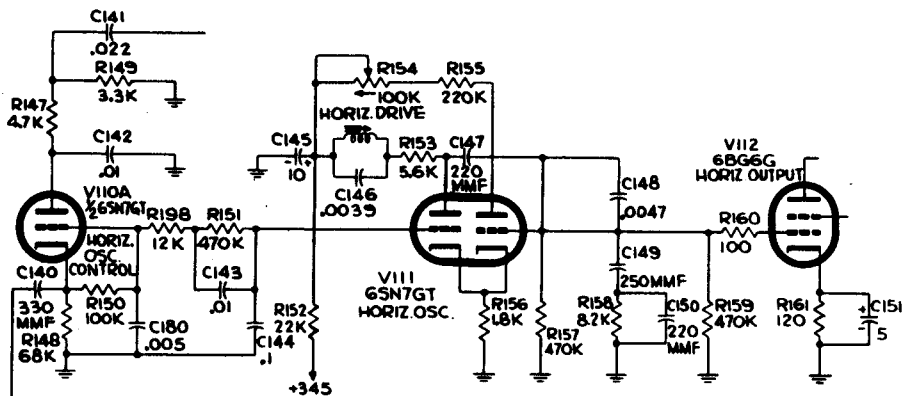 C141
.022
R149
3.3K
R147
4.7K
C142
.01
V110A
½6SN7GT
HORIZ.
OSC.
CONTROL
C140
330
MMF
R150
100K
R148
68K
C180
.005
R198
12K
R151
470K
C143
.01
C144
.1
R154
100K
HORIZ. DRIVE
R155
220K
C145
- +
10
R153
5.6K
C146
.0039
C147
220
MMF
V111
6SN7GT
HORIZ. OSC.
R152
22K
+345
R156
1.8K
R157
470K
C148
.0047
C149
250MMF
R158
8.2K
C150
220
MMF
R159
470K
R160
100
V112
6BG6G
HORIZ OUTPUT
R161
120
+
-
C151
5